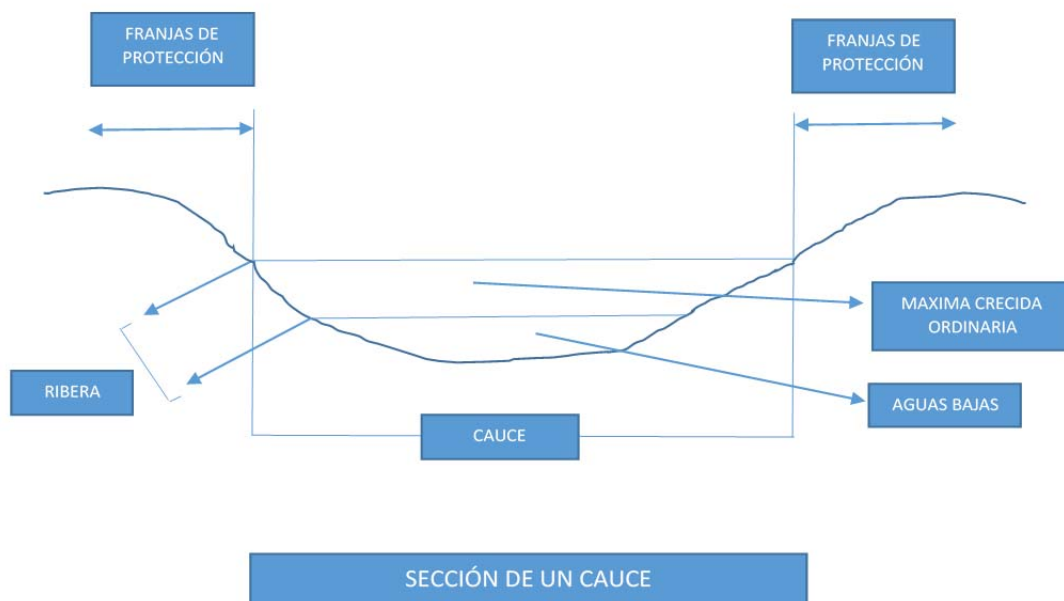 FRANJAS DE
PROTECCIÓN
FRANJAS DE
PROTECCIÓN
MAXIMA CRECIDA
ORDINARIA
RIBERA
AGUAS BAJAS
CAUCE
SECCIÓN DE UN CAUCE